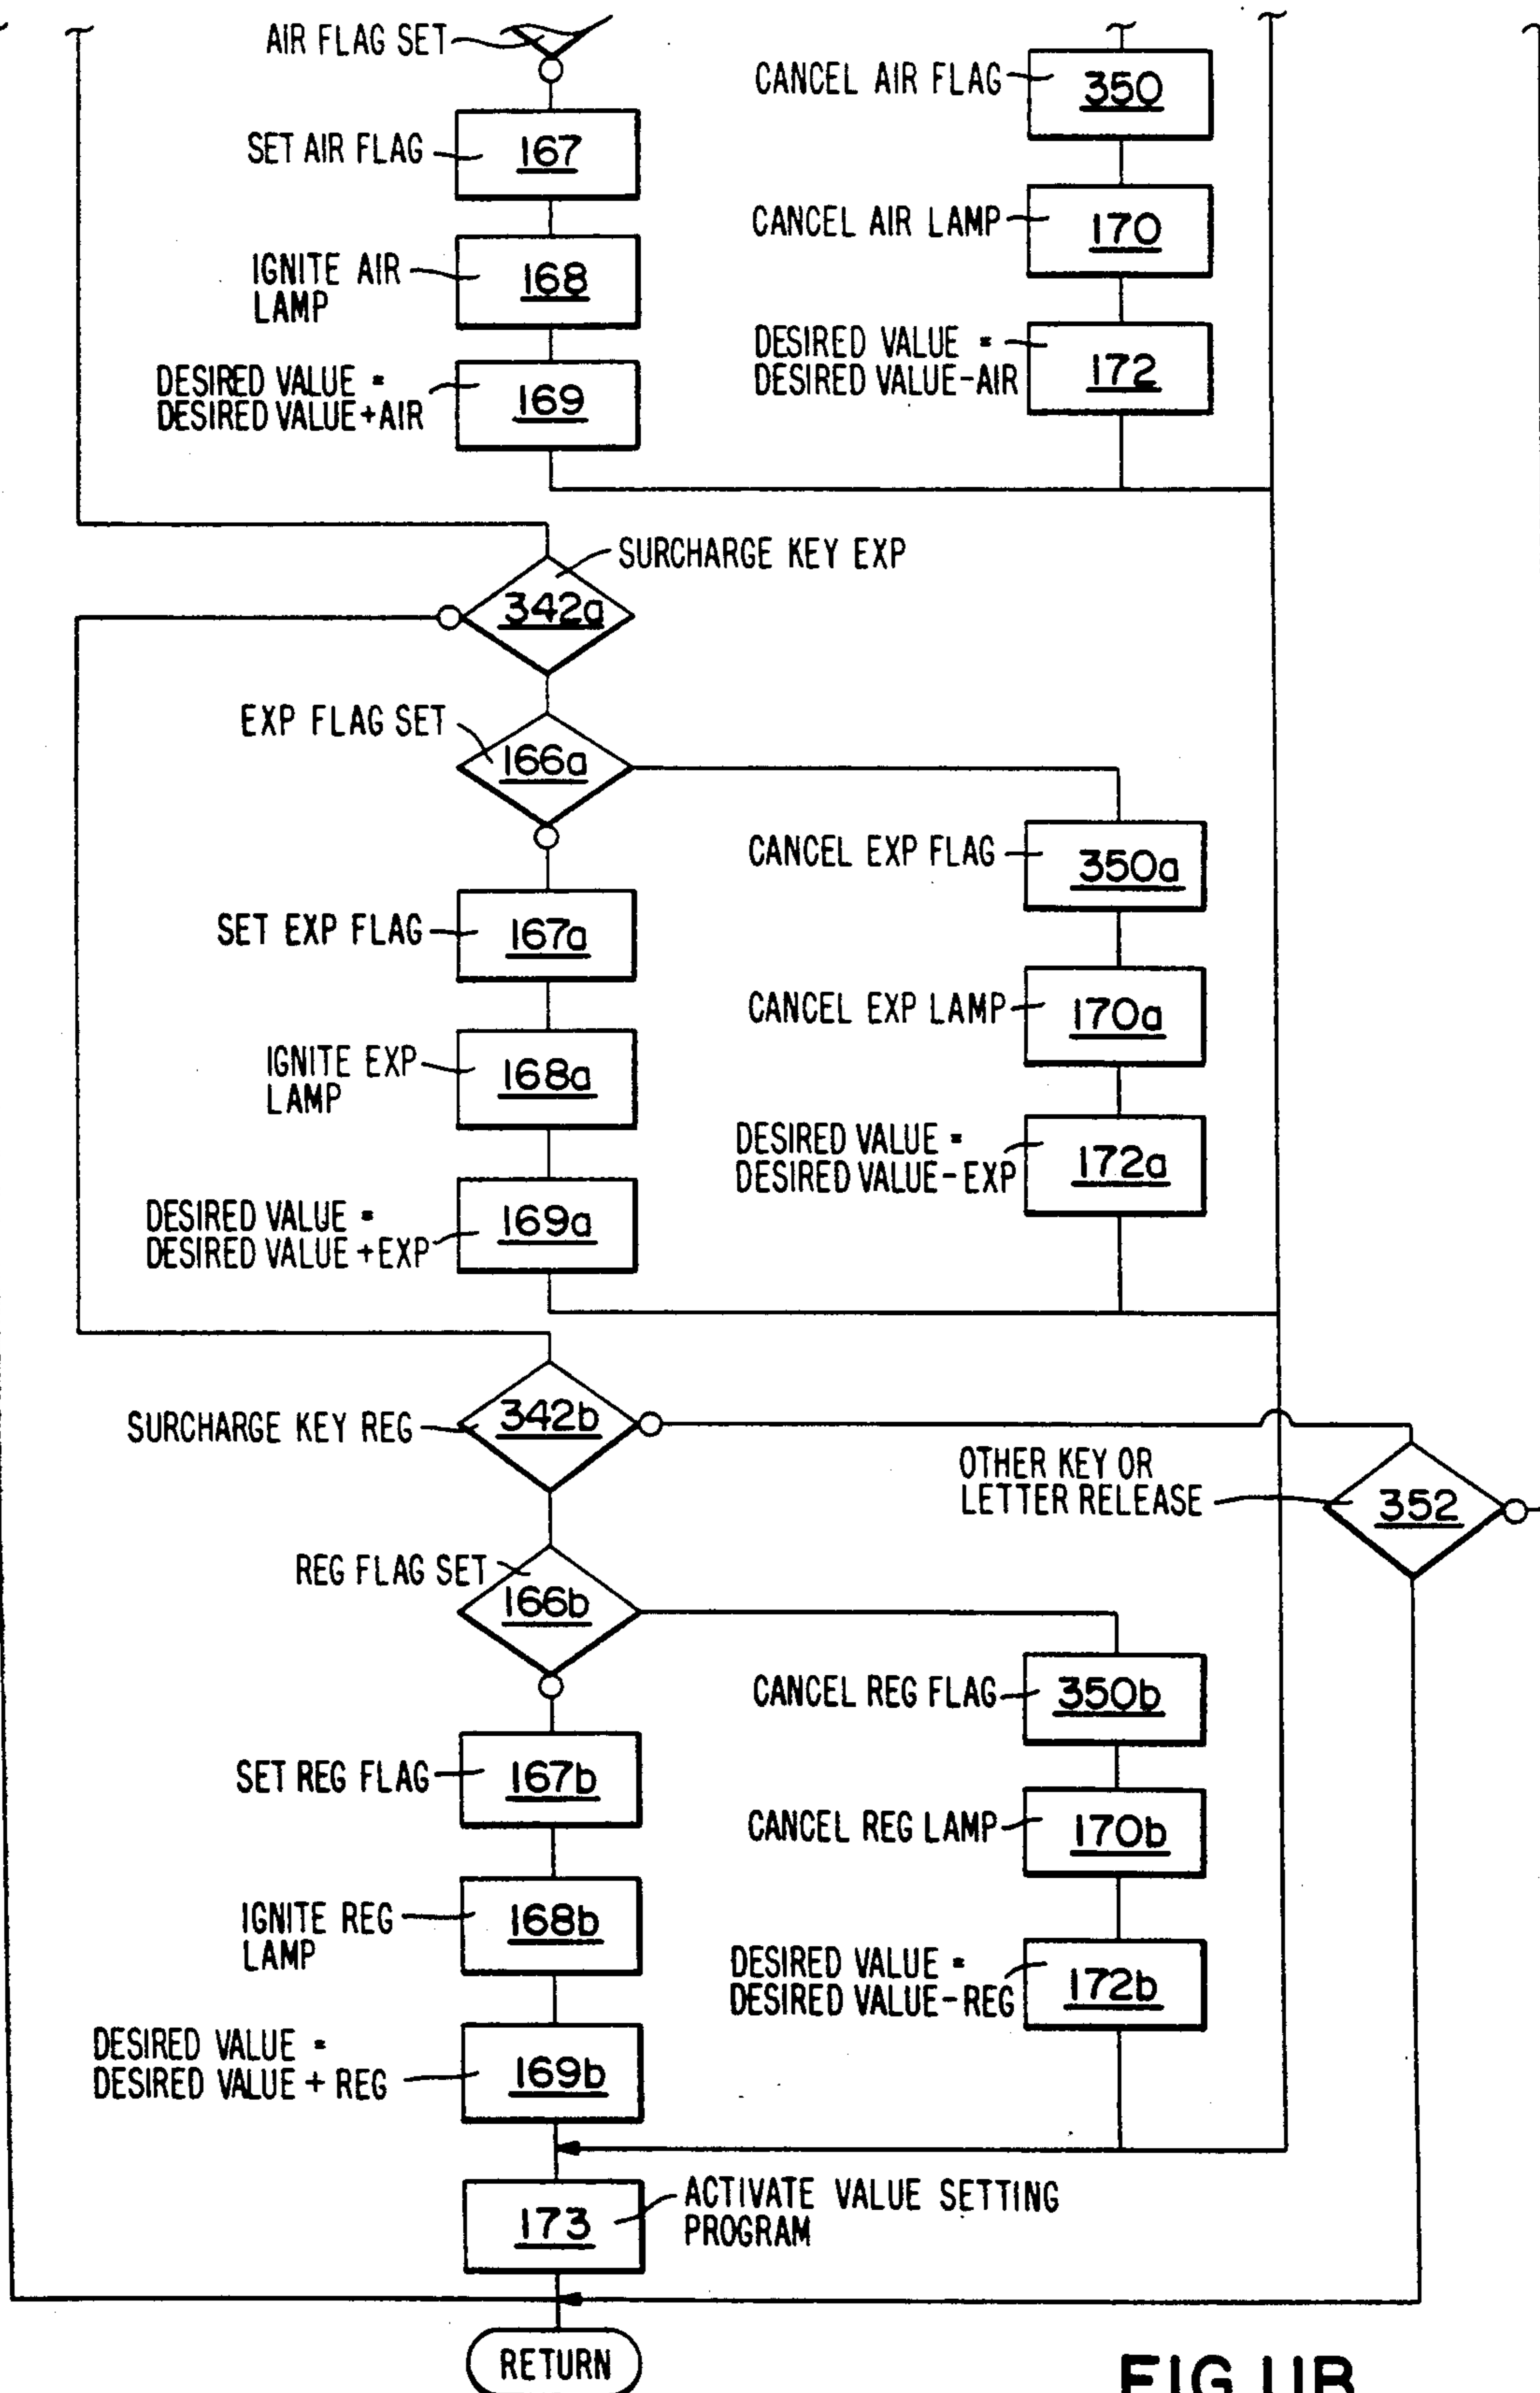 AIR FLAG SET
CANCEL AIR FLAG
350
SET AIR FLAG
167
CANCEL AIR LAMP
170
IGNITE AIR
LAMP
168
DESIRED VALUE =
DESIRED VALUE-AIR
172
DESIRED VALUE =
DESIRED VALUE+AIR
169
SURCHARGE KEY EXP
342a
EXP FLAG SET
166a
CANCEL EXP FLAG
350a
SET EXP FLAG
167a
CANCEL EXP LAMP
170a
IGNITE EXP
LAMP
168a
DESIRED VALUE =
DESIRED VALUE-EXP
172a
DESIRED VALUE =
DESIRED VALUE +EXP
169a
SURCHARGE KEY REG
342b
OTHER KEY OR
LETTER RELEASE
352
REG FLAG SET
166b
CANCEL REG FLAG
350b
SET REG FLAG
167b
CANCEL REG LAMP
170b
IGNITE REG
LAMP
168b
DESIRED VALUE =
DESIRED VALUE-REG
172b
DESIRED VALUE =
DESIRED VALUE + REG
169b
173
ACTIVATE VALUE SETTING
PROGRAM
RETURN
FIG.11B